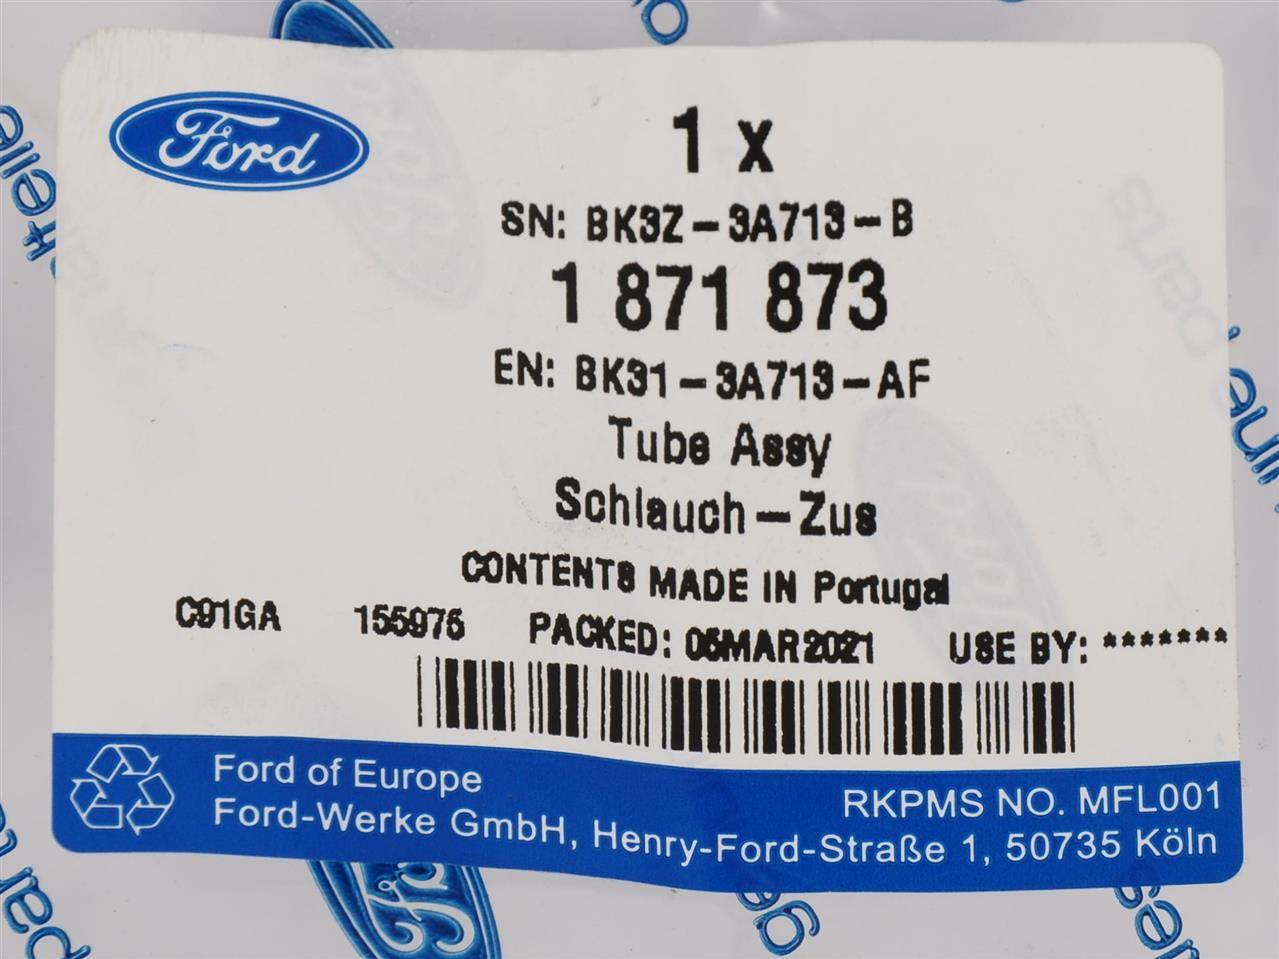 Ford
1 x
SN: BK3Z-3A713-B
1 871 873
EN: BK31-3A713-AF
Tube Assy
Schlauch-Zus
CONTENTS MADE IN Portugal
C91GA 155975 PACKED: 05MAR2021 USE BY: *******
Ford of Europe
Ford-Werke GmbH, Henry-Ford-Straße 1, 50735 Köln
RKPMS NO. MFL001
parts